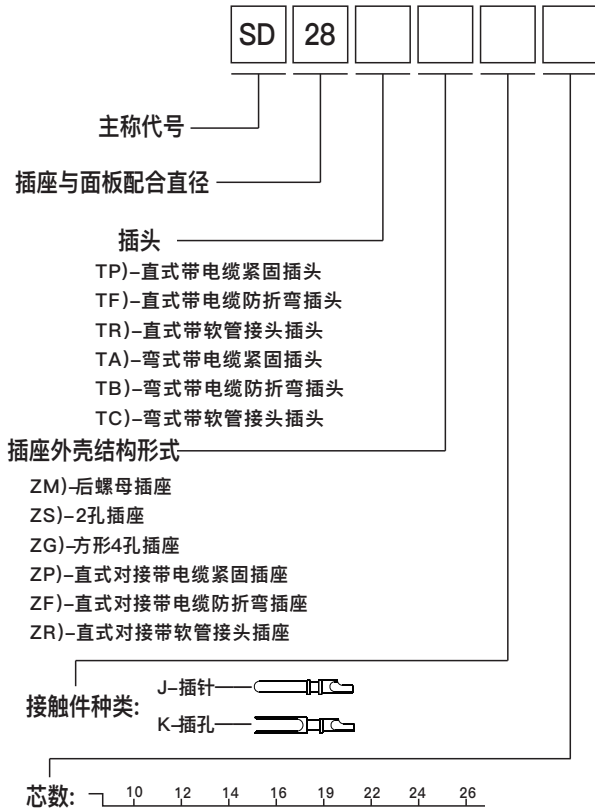 SD 28
主称代号
插座与面板配合直径
插头
TP)-直式带电缆紧固插头
TF)-直式带电缆防折弯插头
TR)-直式带软管接头插头
TA)-弯式带电缆紧固插头
TB)-弯式带电缆防折弯插头
TC)-弯式带软管接头插头
插座外壳结构形式
ZM)-后螺母插座
ZS)-2孔插座
ZG)-方形4孔插座
ZP)-直式对接带电缆紧固插座
ZF)-直式对接带电缆防折弯插座
ZR)-直式对接带软管接头插座
接触件种类:
J-插针
K-插孔
芯数: 10 12 14 16 19 22 24 26